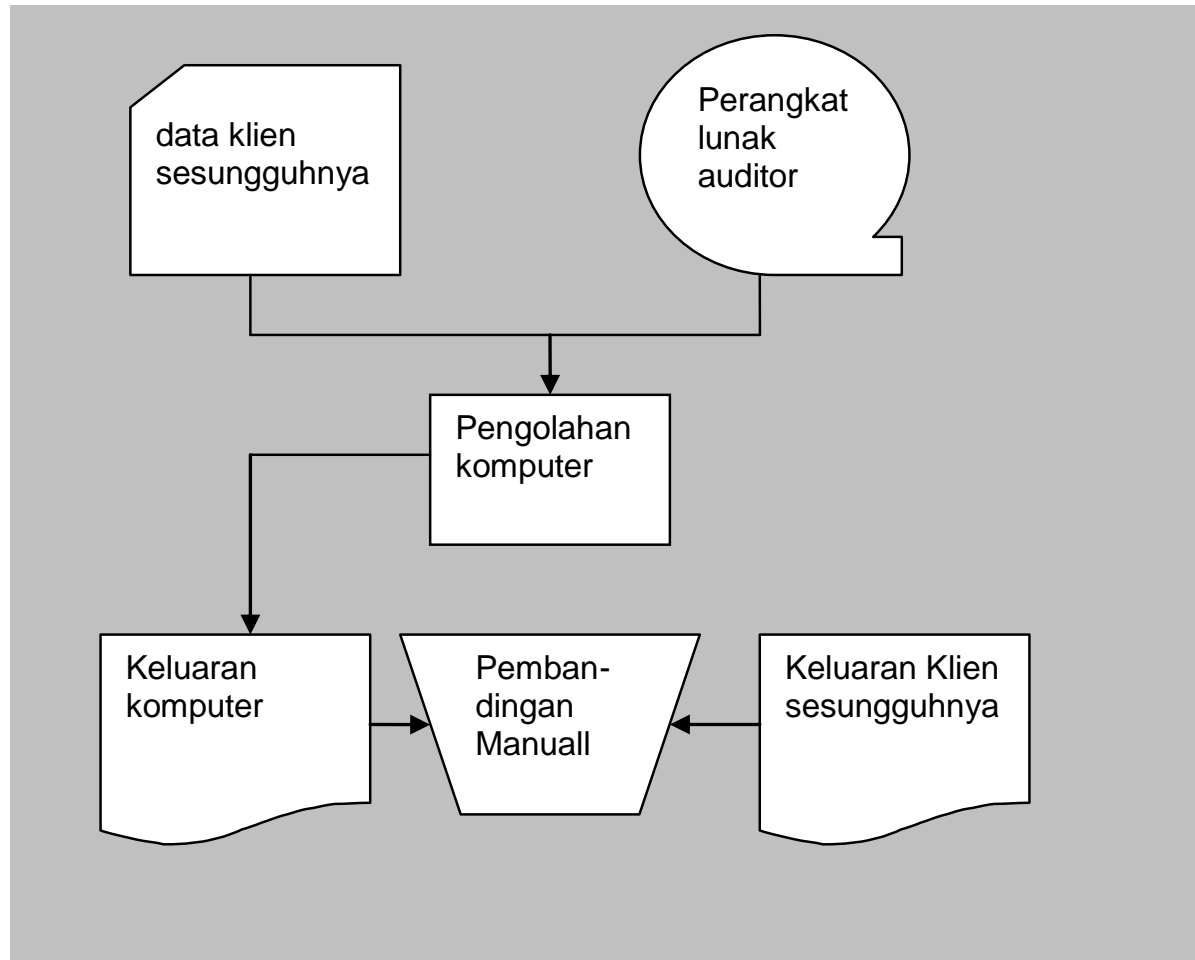 data klien
sesungguhnya
Perangkat
lunak
auditor
Pengolahan
komputer
Keluaran
komputer
Pemban-
dingan
Manuall
Keluaran Klien
sesungguhnya